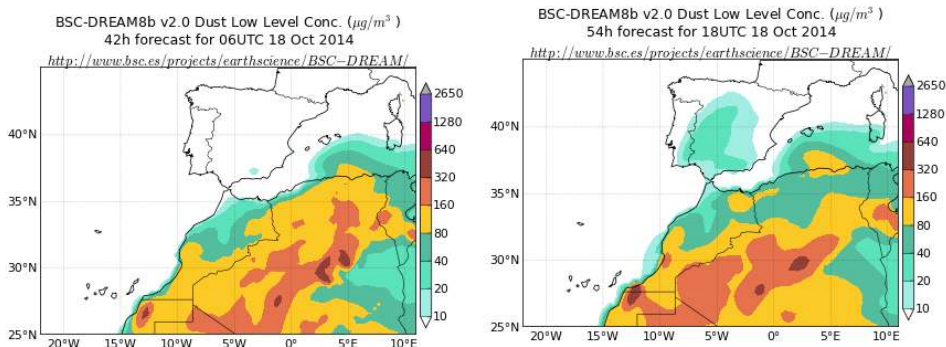 BSC-DREAM8b v2.0 Dust Low Level Conc. (μg/m³ )
42h forecast for 06UTC 18 Oct 2014
http://www.bsc.es/projects/earthscience/BSC−DREAM/
40°N
35°N
30°N
25°N
20°W
15°W
10°W
5°W
0°E
5°E
10°E
2650
1280
640
320
160
80
40
20
10
BSC-DREAM8b v2.0 Dust Low Level Conc. (μg/m³ )
54h forecast for 18UTC 18 Oct 2014
http://www.bsc.es/projects/earthscience/BSC−DREAM/
40°N
35°N
30°N
25°N
20°W
15°W
10°W
5°W
0°E
5°E
10°E
2650
1280
640
320
160
80
40
20
10